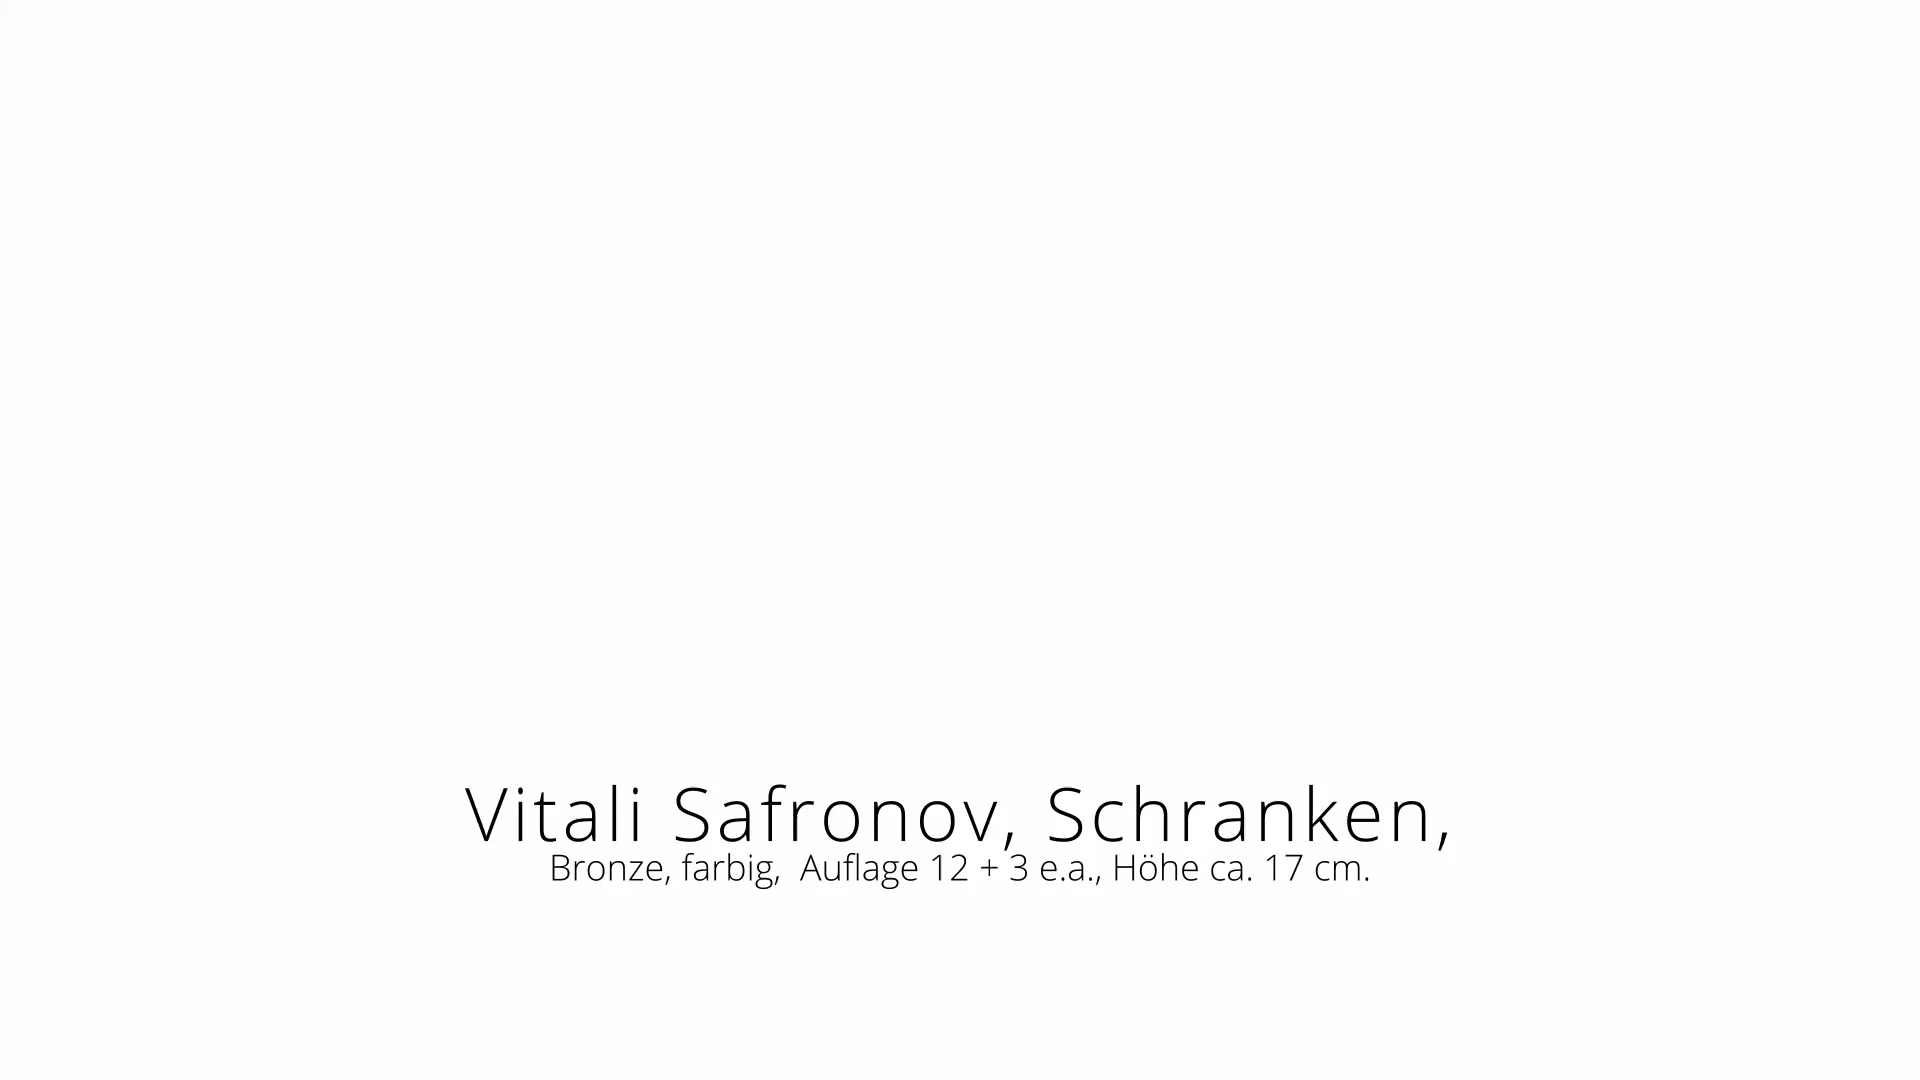 Vitali Safronov, Schranken,
Bronze, farbig,  Auflage 12 + 3 e.a., Höhe ca. 17 cm.